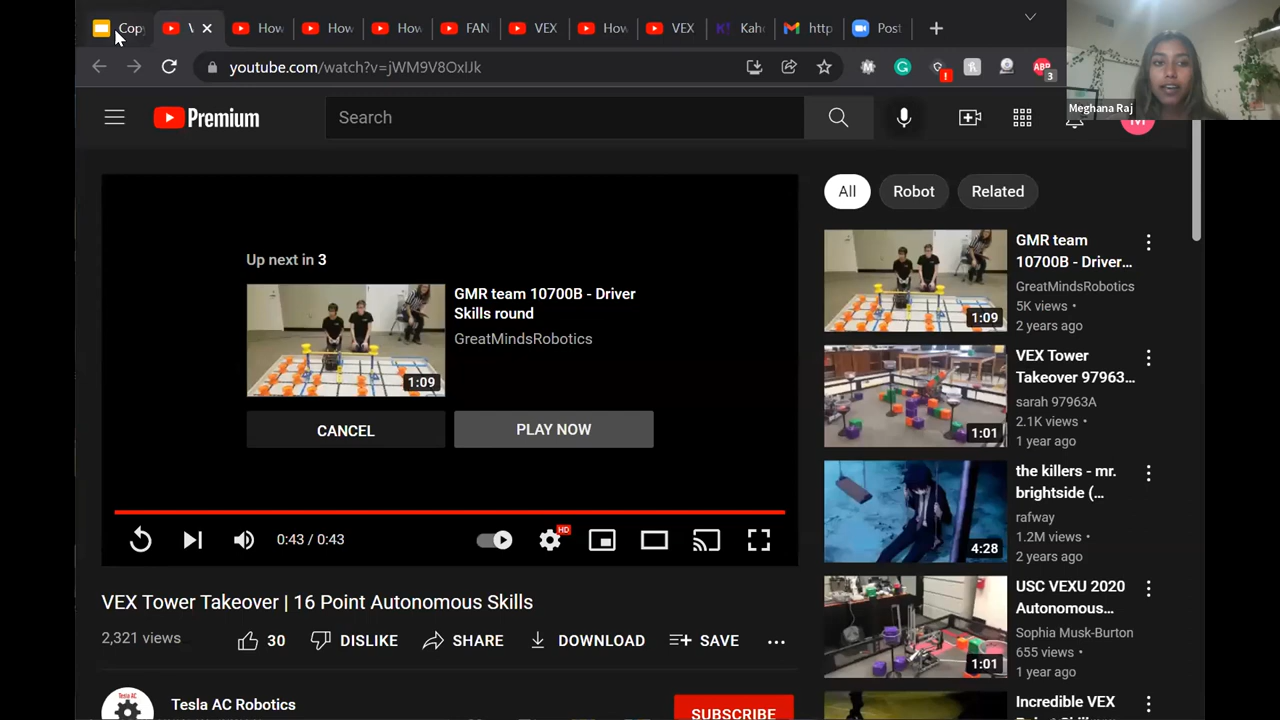 Cop
V
How
How
How
FAN
VEX
How
VEX
Kaho
http
Post
youtube.com/watch?v=jWM9V8OxIJk
ABP
3
Meghana Raj
Premium
Search
All
Robot
Related
Up next in 3
GMR team 10700B - Driver
Skills round
GreatMindsRobotics
1:09
CANCEL
PLAY NOW
0:43 / 0:43
HD
VEX Tower Takeover | 16 Point Autonomous Skills
2,321 views
30
DISLIKE
SHARE
DOWNLOAD
SAVE
Tesla AC
Tesla AC Robotics
SUBSCRIBE
GMR team
10700B - Driver...
GreatMindsRobotics
5K views •
2 years ago
1:09
VEX Tower
Takeover 97963...
sarah 97963A
2.1K views •
1 year ago
1:01
the killers - mr.
brightside (...
rafway
1.2M views •
2 years ago
4:28
USC VEXU 2020
Autonomous...
Sophia Musk-Burton
655 views •
1 year ago
1:01
Incredible VEX